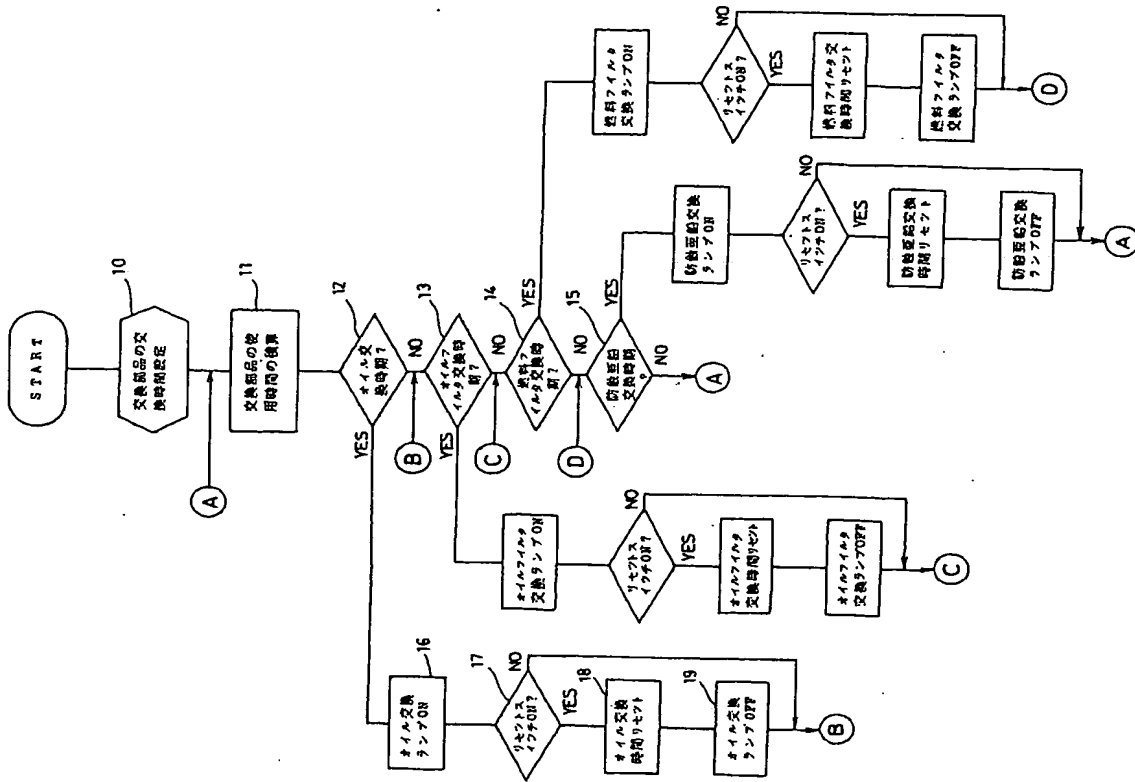 START
10
交換部品の交
換時間設定
A
11
交換部品の使
用時間の積算
12
オイル交
換時期?
YES
NO
B
13
オイルフ
ィルタ交換時
期?
YES
NO
C
14
燃料フ
ィルタ交換時
期?
YES
NO
D
15
防蝕亜鉛
交換時期
?
YES
NO
A
16
オイル交換
ランプON
17
リセットス
イッチON?
NO
YES
18
オイル交換
時間リセット
19
オイル交換
ランプOFF
B
オイルフィルタ
交換ランプON
リセットス
イッチON?
NO
YES
オイルフィルタ
交換時間リセット
オイルフィルタ
交換ランプOFF
C
防蝕亜鉛交換
ランプON
リセットス
イッチON?
NO
YES
防蝕亜鉛交換
時間リセット
防蝕亜鉛交換
ランプOFF
A
燃料フィルタ
交換ランプON
リセットス
イッチON?
NO
YES
燃料フィルタ交
換時間リセット
燃料フィルタ
交換ランプOFF
D